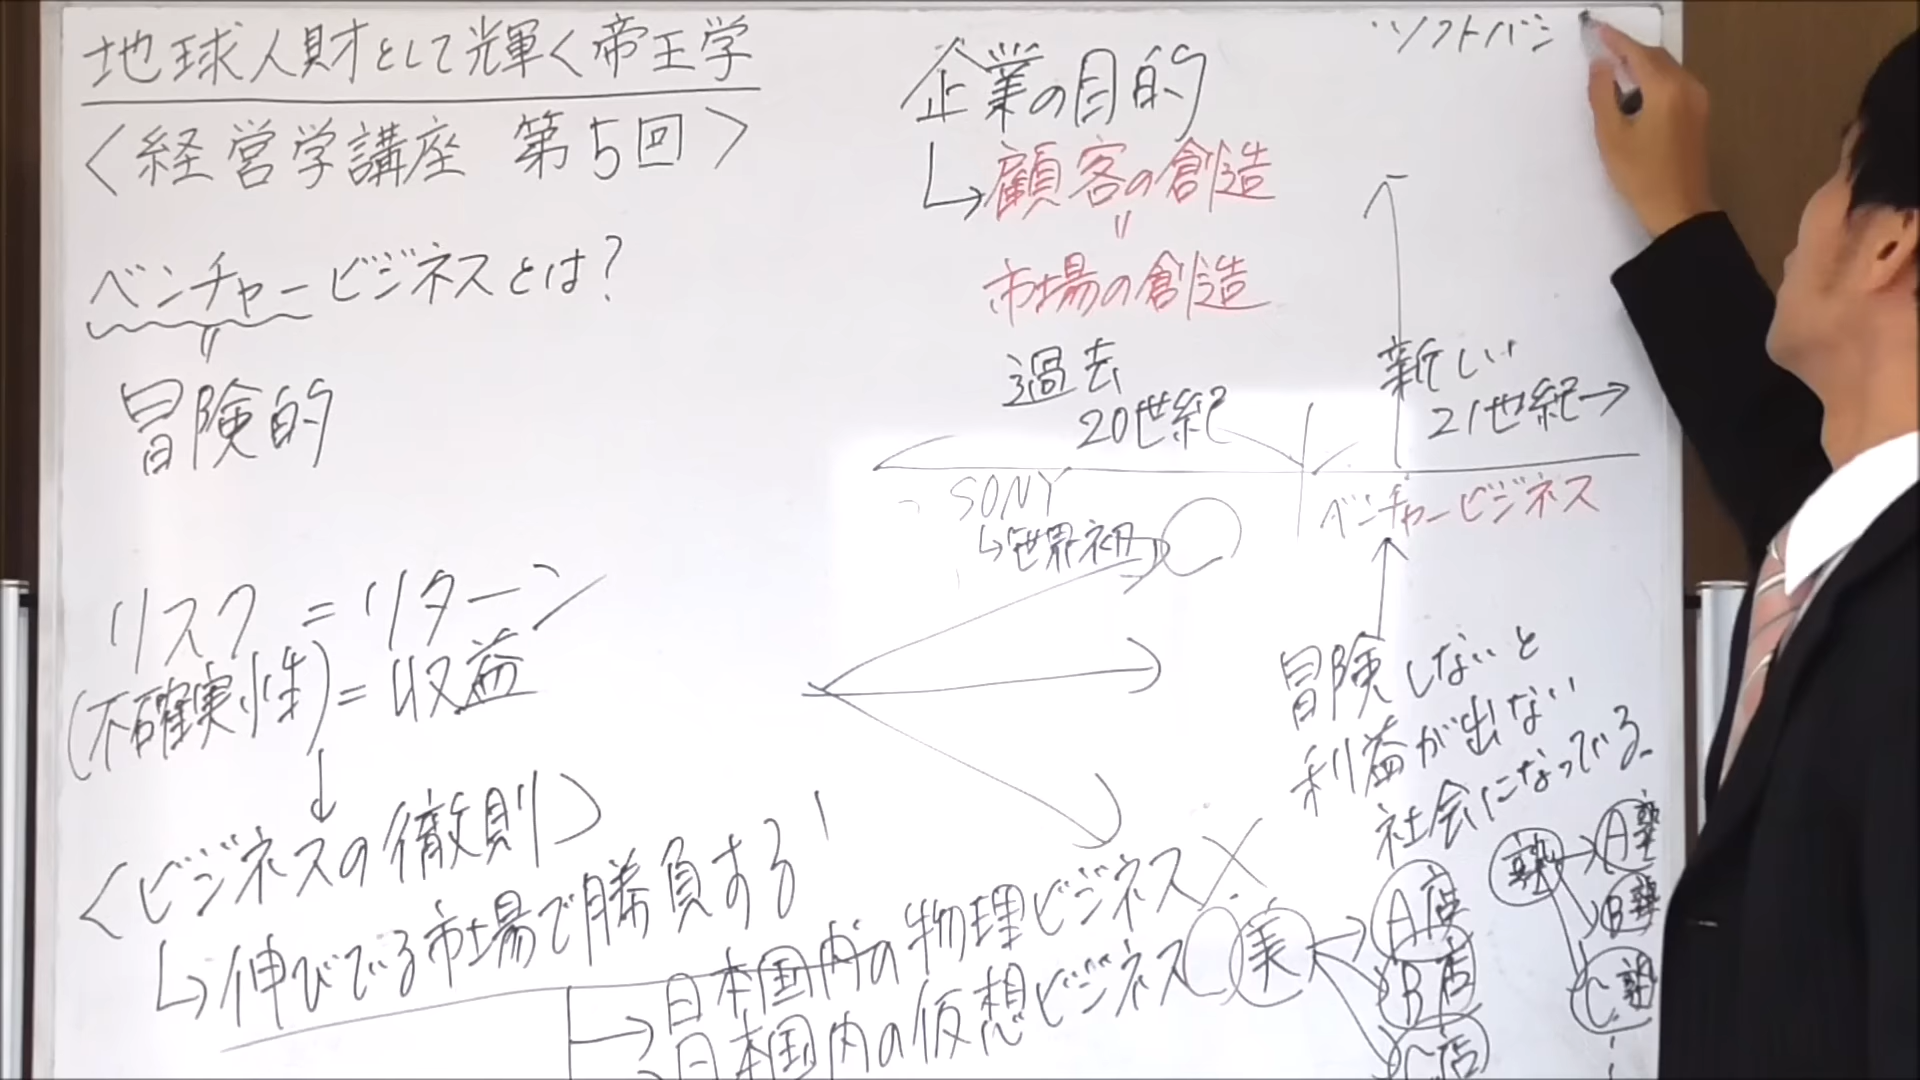 地球人財として輝く帝王学
<経営学講座 第5回>
ベンチャービジネスとは?
〃
冒険的
リスク = リターン
(不確実性) = 収益
↓
<ビジネスの徹則>
↳伸びてる市場で勝負する!
→日本国内の物理ビジネス×
→日本国内の仮想ビジネス○
企業の目的
↳顧客の創造
〃
市場の創造
過去
20世紀
SONY
↳世界初
・ソフトバン
新しい
21世紀→
ベンチャービジネス
冒険しないと
利益が出ない
社会になっている。
美→A店
B店
C店
塾→A塾
B塾
C塾